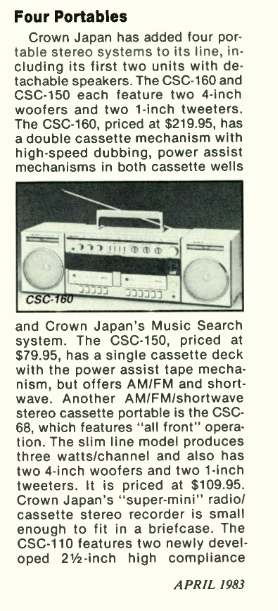 Four Portables
Crown Japan has added four por-
table stereo systems to its line, in-
cluding its first two units with de-
tachable speakers. The CSC-160 and
CSC-150 each feature two 4-inch
woofers and two 1-inch tweeters.
The CSC-160, priced at $219.95, has
a double cassette mechanism with
high-speed dubbing, power assist
mechanisms in both cassette wells
CSC-160
and Crown Japan's Music Search
system. The CSC-150, priced at
$79.95, has a single cassette deck
with the power assist tape mecha-
nism, but offers AM/FM and short-
wave. Another AM/FM/shortwave
stereo cassette portable is the CSC-
68, which features "all front" opera-
tion. The slim line model produces
three watts/channel and also has
two 4-inch woofers and two 1-inch
tweeters. It is priced at $109.95.
Crown Japan's "super-mini" radio/
cassette stereo recorder is small
enough to fit in a briefcase. The
CSC-110 features two newly devel-
oped 2½-inch high compliance
APRIL 1983